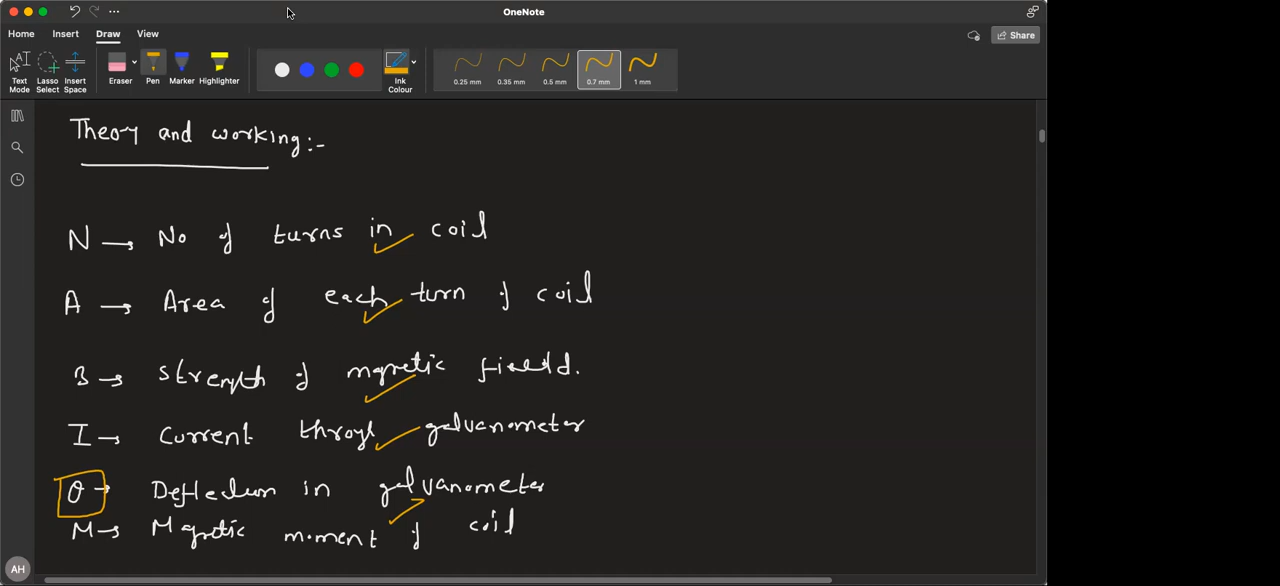 OneNote
Home Insert Draw View
Share
Text Mode
Lasso Select
Insert Space
Eraser
Pen
Marker
Highlighter
Ink Colour
0.25 mm
0.35 mm
0.5 mm
0.7 mm
1 mm
Theory and working:-
N → No of turns in coil
A → Area of each turn of coil
B → Strength of magnetic field.
I → Current through galvanometer
θ → Deflection in galvanometer
M → Magnetic moment of coil
AH